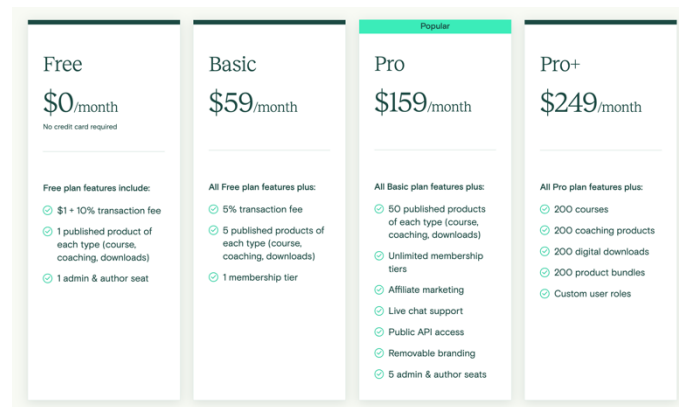 Free
$0/month
No credit card required
Free plan features include:
$1 + 10% transaction fee
1 published product of
each type (course,
coaching, downloads)
1 admin & author seat
Basic
$59/month
All Free plan features plus:
5% transaction fee
5 published products of
each type (course,
coaching, downloads)
1 membership tier
Popular
Pro
$159/month
All Basic plan features plus:
50 published products
of each type (course,
coaching, downloads)
Unlimited membership
tiers
Affiliate marketing
Live chat support
Public API access
Removable branding
5 admin & author seats
Pro+
$249/month
All Pro plan features plus:
200 courses
200 coaching products
200 digital downloads
200 product bundles
Custom user roles